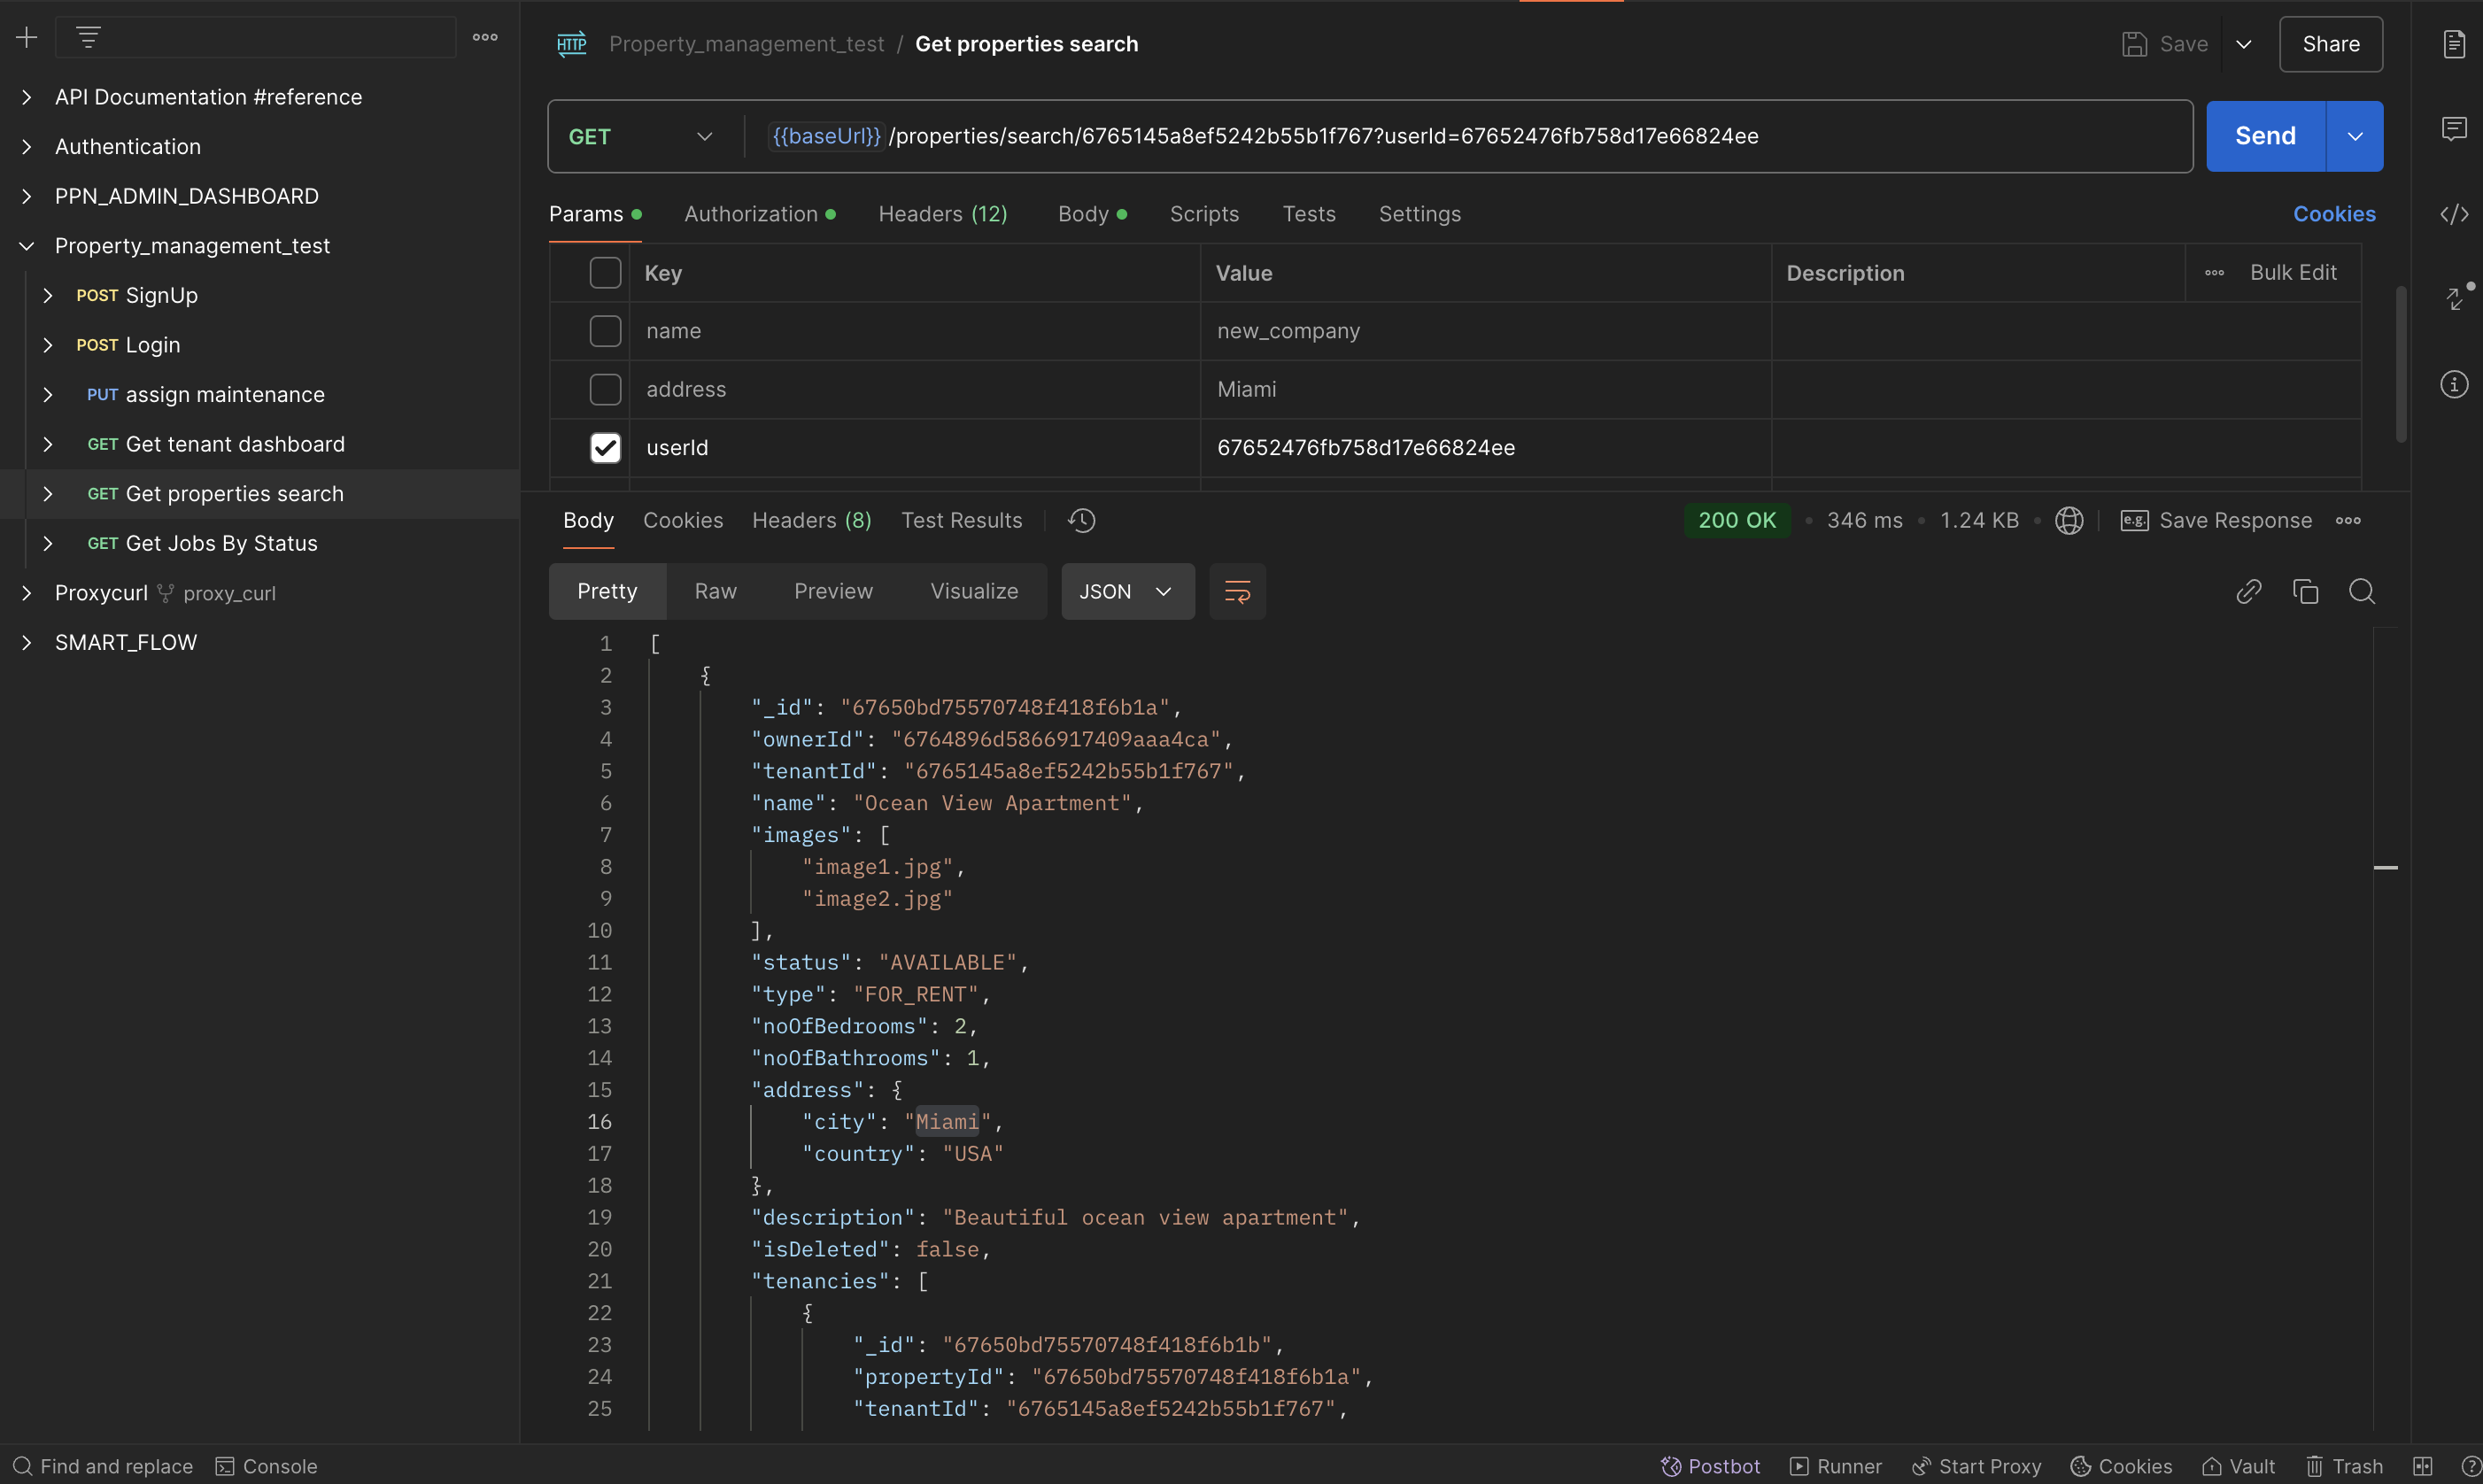 API Documentation #reference
Authentication
PPN_ADMIN_DASHBOARD
Property_management_test
POST SignUp
POST Login
PUT assign maintenance
GET Get tenant dashboard
GET Get properties search
GET Get Jobs By Status
Proxycurl proxy_curl
SMART_FLOW
HTTP Property_management_test / Get properties search
Save
Share
GET {{baseUrl}} /properties/search/6765145a8ef5242b55b1f767?userId=67652476fb758d17e66824ee
Send
Params Authorization Headers (12) Body Scripts Tests Settings Cookies
Key Value Description Bulk Edit
name new_company
address Miami
userId 67652476fb758d17e66824ee
Body Cookies Headers (8) Test Results 200 OK 346 ms 1.24 KB e.g. Save Response
Pretty Raw Preview Visualize JSON
1 [
2 {
3 "_id": "67650bd75570748f418f6b1a",
4 "ownerId": "6764896d5866917409aaa4ca",
5 "tenantId": "6765145a8ef5242b55b1f767",
6 "name": "Ocean View Apartment",
7 "images": [
8 "image1.jpg",
9 "image2.jpg"
10 ],
11 "status": "AVAILABLE",
12 "type": "FOR_RENT",
13 "noOfBedrooms": 2,
14 "noOfBathrooms": 1,
15 "address": {
16 "city": "Miami",
17 "country": "USA"
18 },
19 "description": "Beautiful ocean view apartment",
20 "isDeleted": false,
21 "tenancies": [
22 {
23 "_id": "67650bd75570748f418f6b1b",
24 "propertyId": "67650bd75570748f418f6b1a",
25 "tenantId": "6765145a8ef5242b55b1f767",
Find and replace Console Postbot Runner Start Proxy Cookies Vault Trash